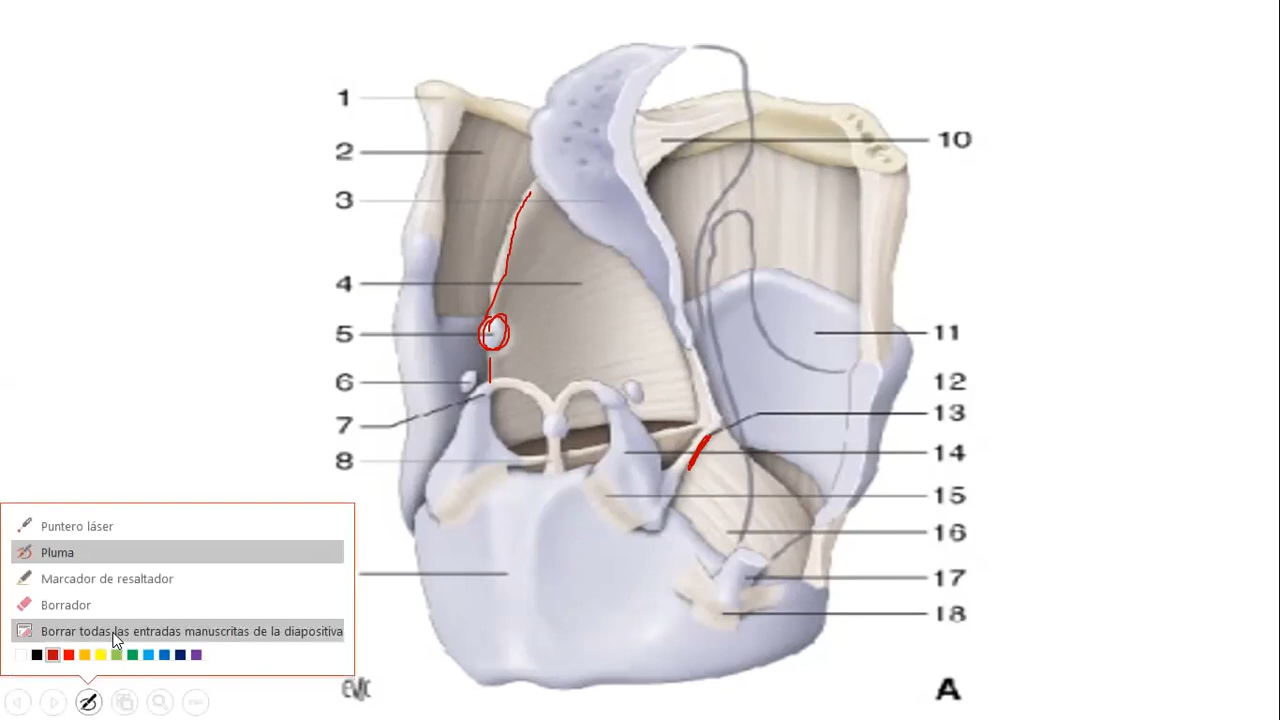 1
2
3
4
5
6
7
8
10
11
12
13
14
15
16
17
18
Puntero láser
Pluma
Marcador de resaltador
Borrador
Borrar todas las entradas manuscritas de la diapositiva
A